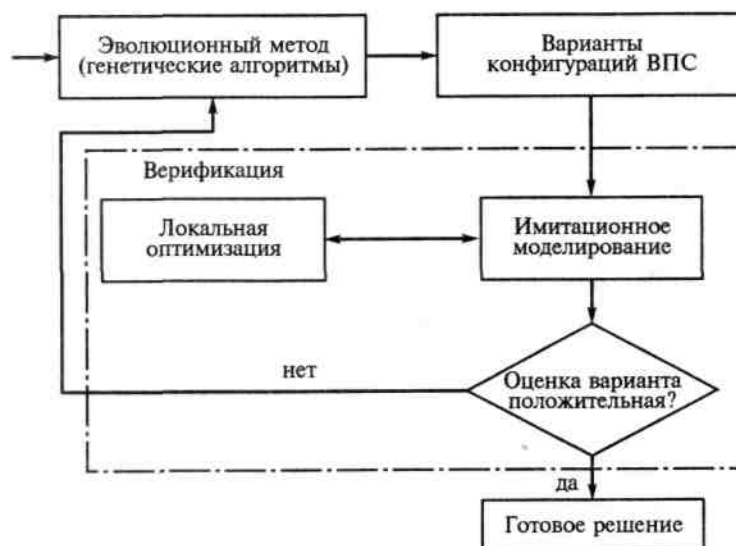 Эволюционный метод
(генетические алгоритмы)
Варианты
конфигураций ВПС
Верификация
Локальная
оптимизация
Имитационное
моделирование
нет
Оценка варианта
положительная?
да
Готовое решение